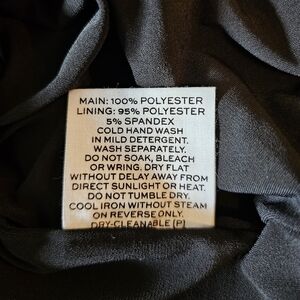 MAIN: 100% POLYESTER
LINING: 95% POLYESTER
5% SPANDEX
COLD HAND WASH
IN MILD DETERGENT.
WASH SEPARATELY.
DO NOT SOAK, BLEACH
OR WRING. DRY FLAT
WITHOUT DELAY AWAY FROM
DIRECT SUNLIGHT OR HEAT.
DO NOT TUMBLE DRY.
COOL IRON WITHOUT STEAM
ON REVERSE ONLY.
DRY-CLEANABLE [P]